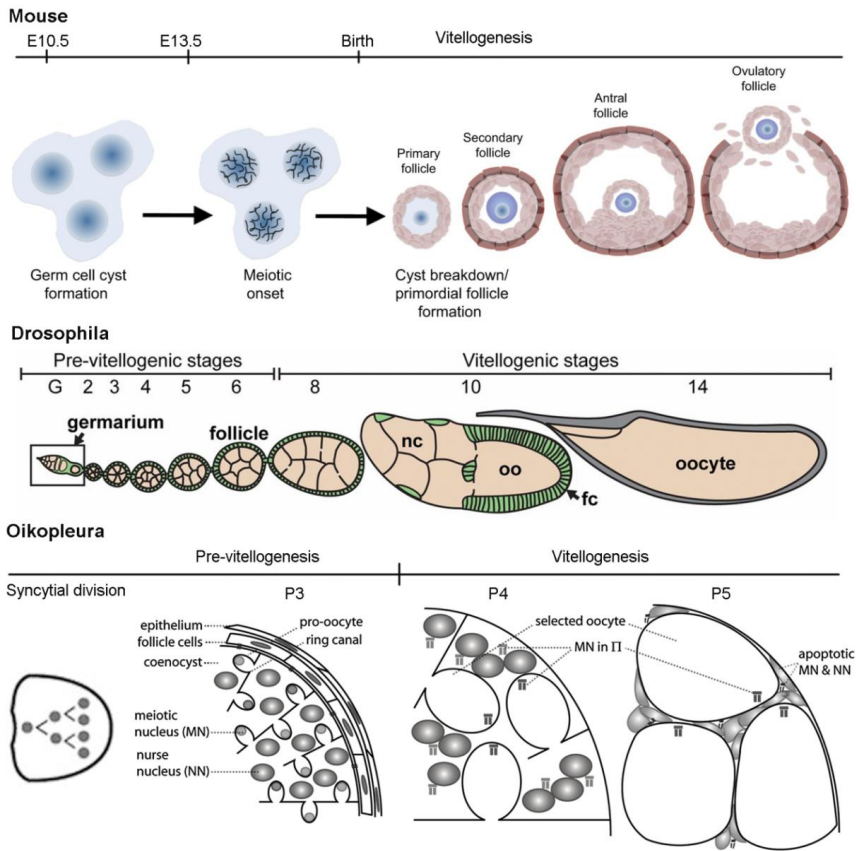 Mouse
E10.5 E13.5 Birth Vitellogenesis
Ovulatory
follicle
Antral
follicle
Secondary
follicle
Primary
follicle
Germ cell cyst
formation
Meiotic
onset
Cyst breakdown/
primordial follicle
formation
Drosophila
Pre-vitellogenic stages Vitellogenic stages
G 2 3 4 5 6 8 10 14
germarium
follicle
nc
oo
fc
oocyte
Oikopleura
Pre-vitellogenesis Vitellogenesis
Syncytial division P3 P4 P5
epithelium
follicle cells
coenocyst
meiotic
nucleus (MN)
nurse
nucleus (NN)
pro-oocyte
ring canal
selected oocyte
MN in Π
apoptotic
MN & NN